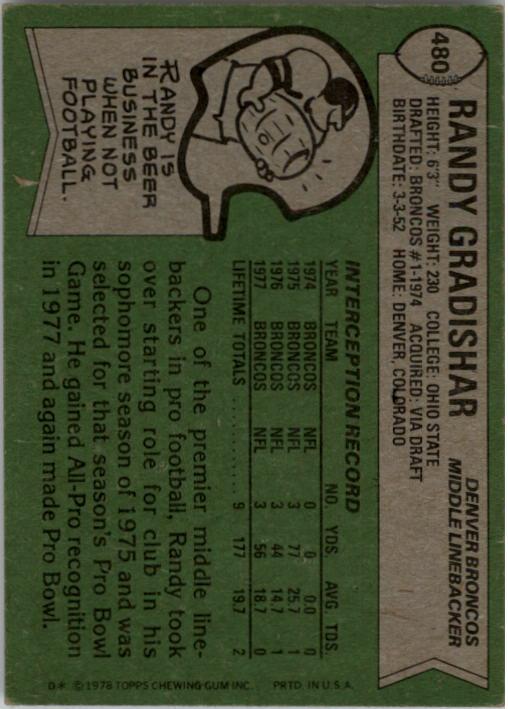 480
RANDY GRADISHAR
DENVER BRONCOS
MIDDLE LINEBACKER
HEIGHT: 6'3" WEIGHT: 230 COLLEGE: OHIO STATE
DRAFTED: BRONCOS #1-1974 ACQUIRED: VIA DRAFT
BIRTHDATE: 3-3-52 HOME: DENVER, COLORADO
RANDY IS
IN THE BEER
BUSINESS
WHEN NOT
PLAYING
FOOTBALL.
INTERCEPTION RECORD
YEAR TEAM NO. YDS. AVG. TDS.
1974 BRONCOS NFL 0 0 0.0 0
1975 BRONCOS NFL 3 77 25.7 1
1976 BRONCOS NFL 3 44 14.7 1
1977 BRONCOS NFL 3 56 18.7 0
LIFETIME TOTALS .......... 9 177 19.7 2
One of the premier middle line-
backers in pro football, Randy took
over starting role for club in his
sophomore season of 1975 and was
selected for that season's Pro Bowl
Game. He gained All-Pro recognition
in 1977 and again made Pro Bowl.
D* © 1978 TOPPS CHEWING GUM INC. PRTD. IN U.S.A.